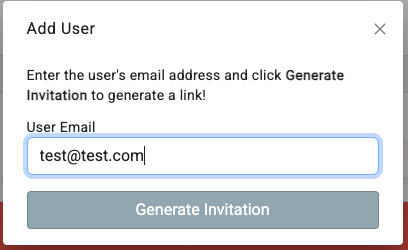 Add User
Enter the user's email address and click Generate
Invitation to generate a link!
User Email
test@test.com
Generate Invitation